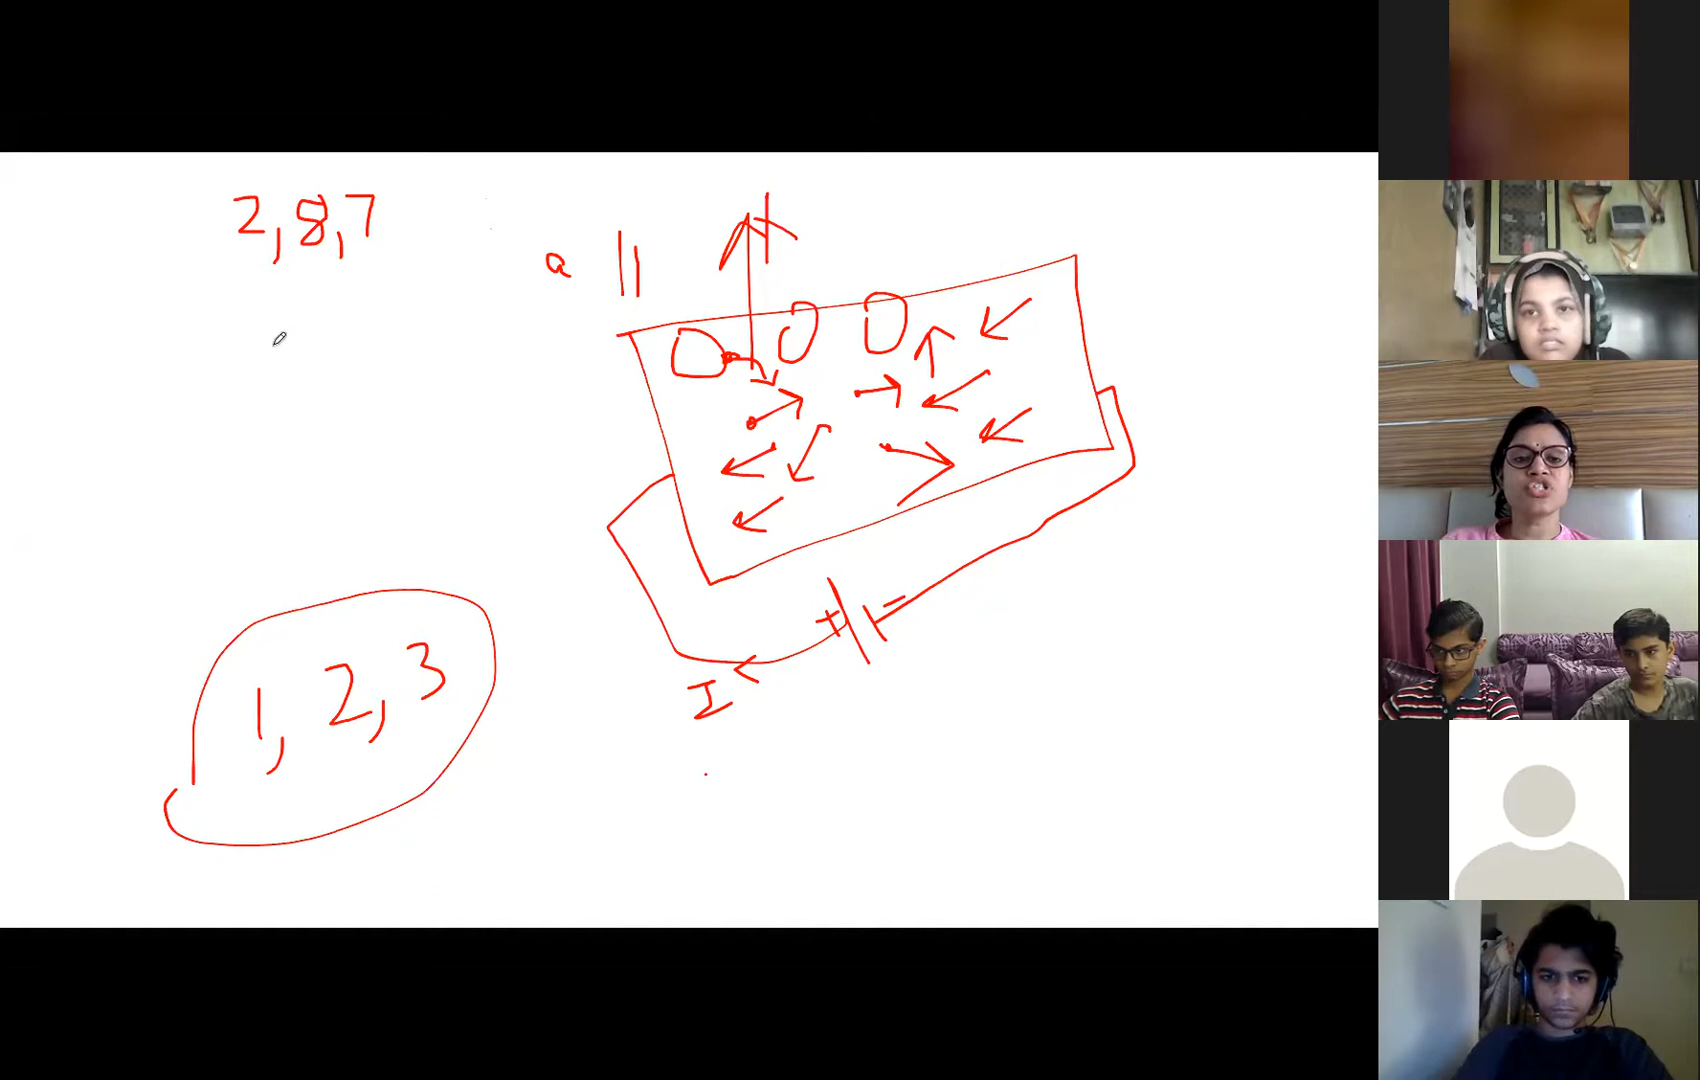 2, 8, 7
a ||
+ -
I
1, 2, 3